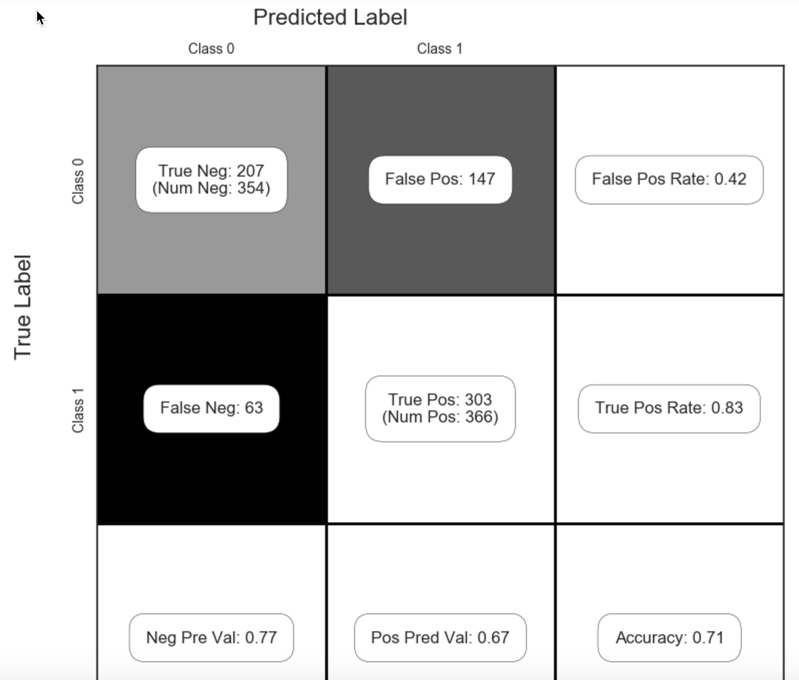 Predicted Label
Class 0
Class 1
True Label
Class 0
True Neg: 207
(Num Neg: 354)
False Pos: 147
False Pos Rate: 0.42
Class 1
False Neg: 63
True Pos: 303
(Num Pos: 366)
True Pos Rate: 0.83
Neg Pre Val: 0.77
Pos Pred Val: 0.67
Accuracy: 0.71